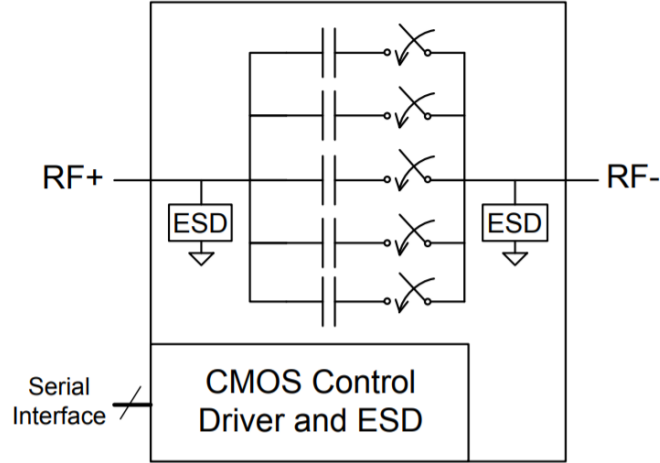 RF+
RF-
ESD
ESD
Serial
Interface
CMOS Control
Driver and ESD